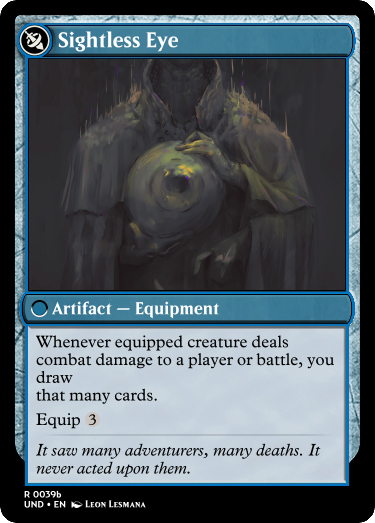 Sightless Eye
Artifact — Equipment
Whenever equipped creature deals
combat damage to a player or battle, you
draw
that many cards.
Equip 3
It saw many adventurers, many deaths. It
never acted upon them.
R 0039b
UND • EN Leon Lesmana